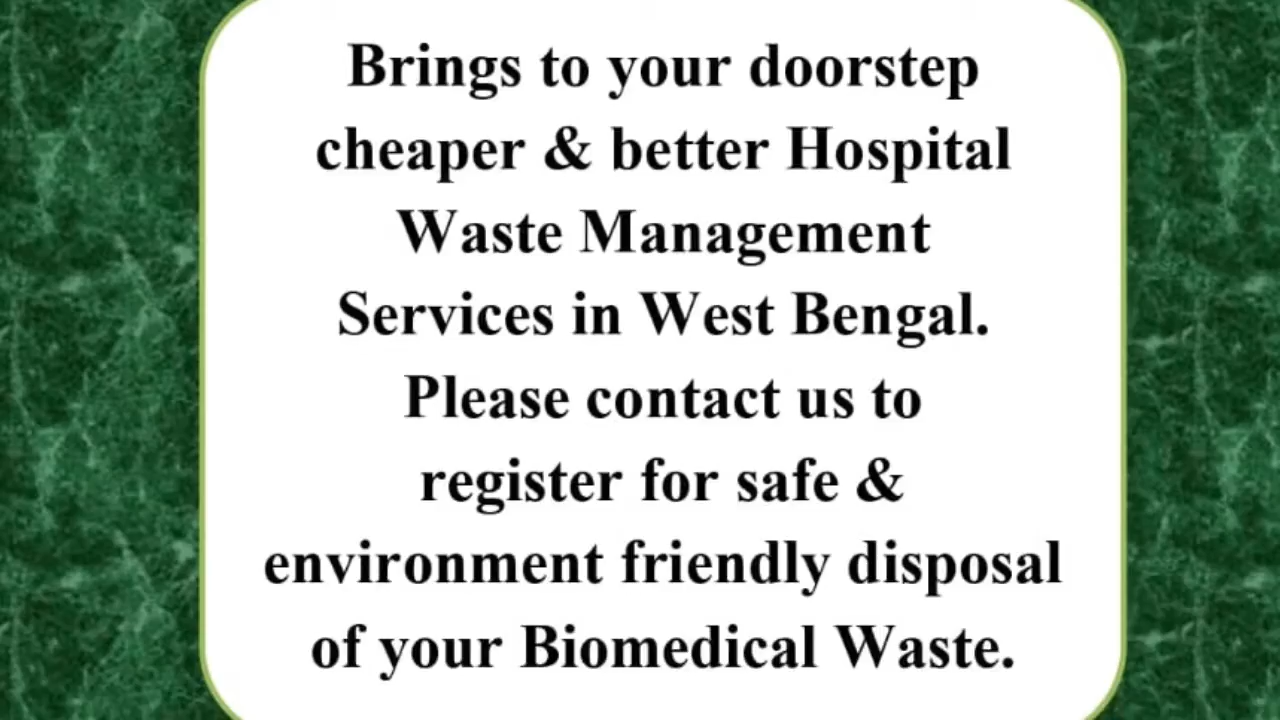 Brings to your doorstep
cheaper & better Hospital
Waste Management
Services in West Bengal.
Please contact us to
register for safe &
environment friendly disposal
of your Biomedical Waste.